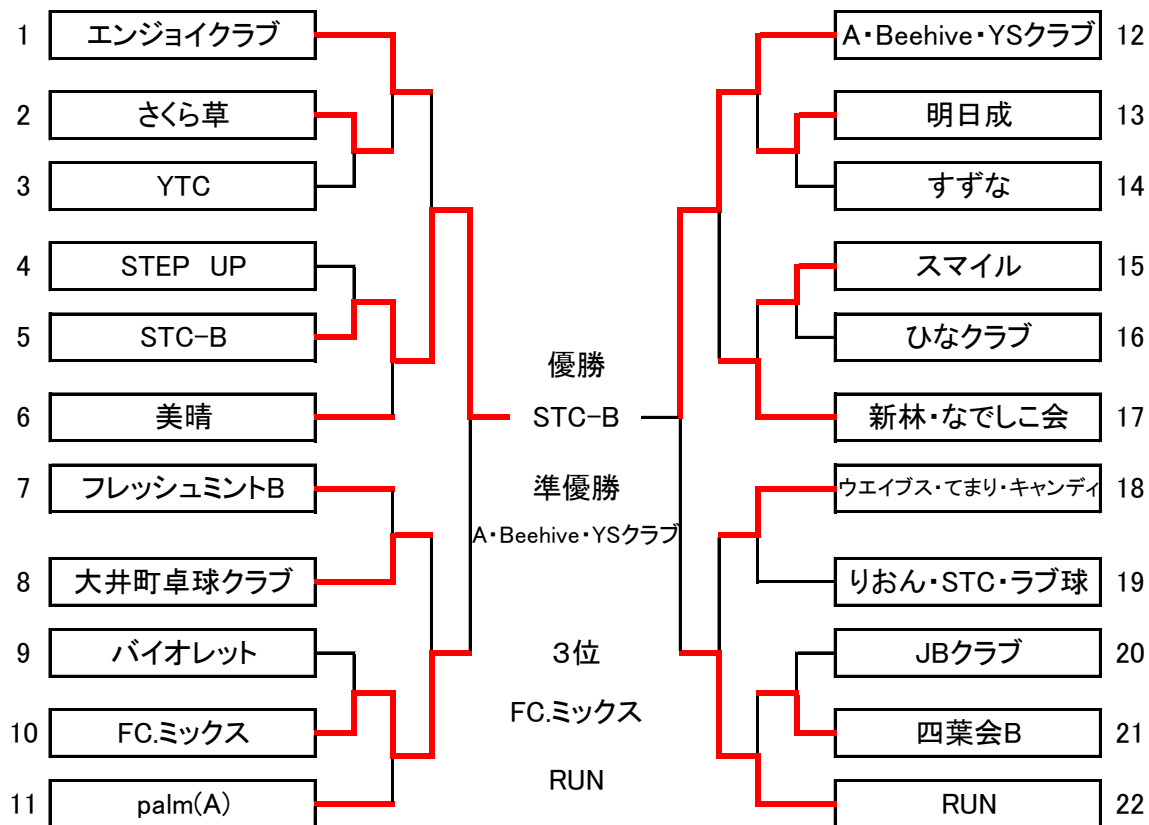 1 エンジョイクラブ
2 さくら草
3 YTC
4 STEP UP
5 STC-B
6 美晴
7 フレッシュミントB
8 大井町卓球クラブ
9 バイオレット
10 FC.ミックス
11 palm(A)
優勝
STC-B
準優勝
A・Beehive・YSクラブ
3位
FC.ミックス
RUN
A・Beehive・YSクラブ 12
明日成 13
すずな 14
スマイル 15
ひなクラブ 16
新林・なでしこ会 17
ウエイブス・てまり・キャンディ 18
りおん・STC・ラブ球 19
JBクラブ 20
四葉会B 21
RUN 22